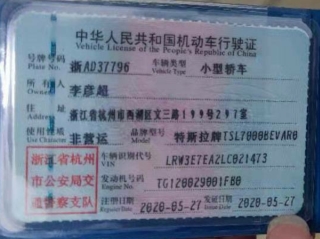 中华人民共和国机动车行驶证
Vehicle License of the People's Republic of China
号牌号码 浙AD37796 车辆类型 小型轿车
Plate No. Vehicle Type
所有人 李彦超
Owner
住址 浙江省杭州市西湖区文三路199号297室
Address
使用性质 非营运 品牌型号 特斯拉牌TSL7000BEVAR0
Use Character Model
浙江省杭州市公安局交通警察支队
车辆识别代号 LRW3E7EA2LC021473
VIN
发动机号码 TG120029001FB0
Engine No.
注册日期 2020-05-27 发证日期 2020-05-27
Register Date Issue Date